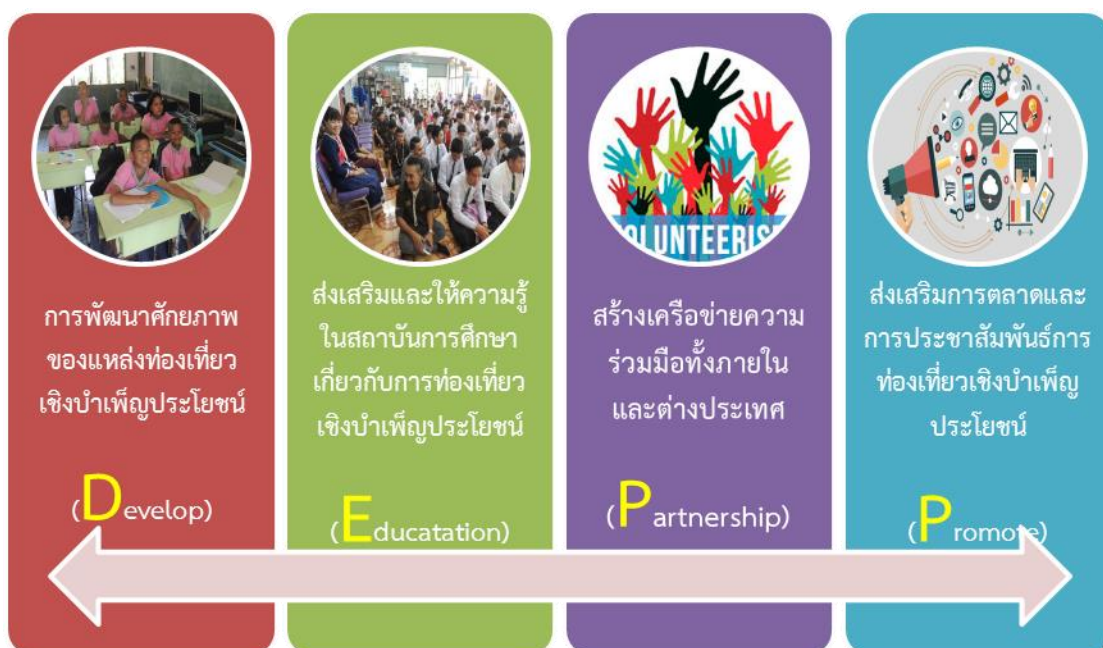 การพัฒนาศักยภาพ
ของแหล่งท่องเที่ยว
เชิงบำเพ็ญประโยชน์
(Develop)
ส่งเสริมและให้ความรู้
ในสถาบันการศึกษา
เกี่ยวกับการท่องเที่ยว
เชิงบำเพ็ญประโยชน์
(Educatation)
VOLUNTEERISM
สร้างเครือข่ายความ
ร่วมมือทั้งภายใน
และต่างประเทศ
(Partnership)
ส่งเสริมการตลาดและ
การประชาสัมพันธ์การ
ท่องเที่ยวเชิงบำเพ็ญ
ประโยชน์
(Promote)